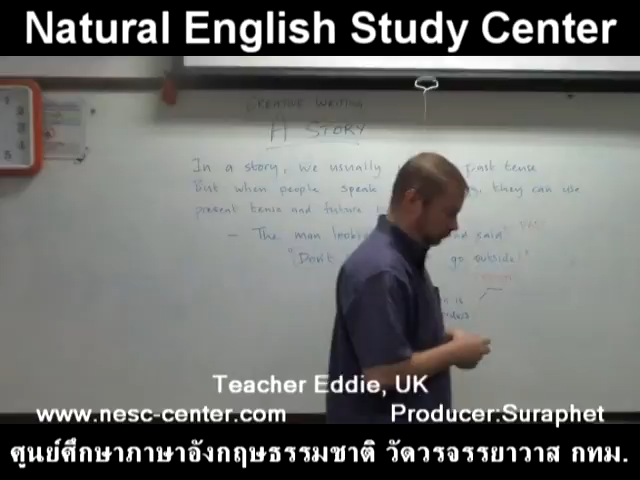 Natural English Study Center
CREATIVE WRITING
A STORY
In a story, we usually past tense
But when people speak they can use
present tense and future
- The man and said"
"Don't go outside!"
is
Teacher Eddie, UK
www.nesc-center.com
Producer:Suraphet
ศูนย์ศึกษาภาษาอังกฤษธรรมชาติ วัดวรจรรยาวาส กทม.